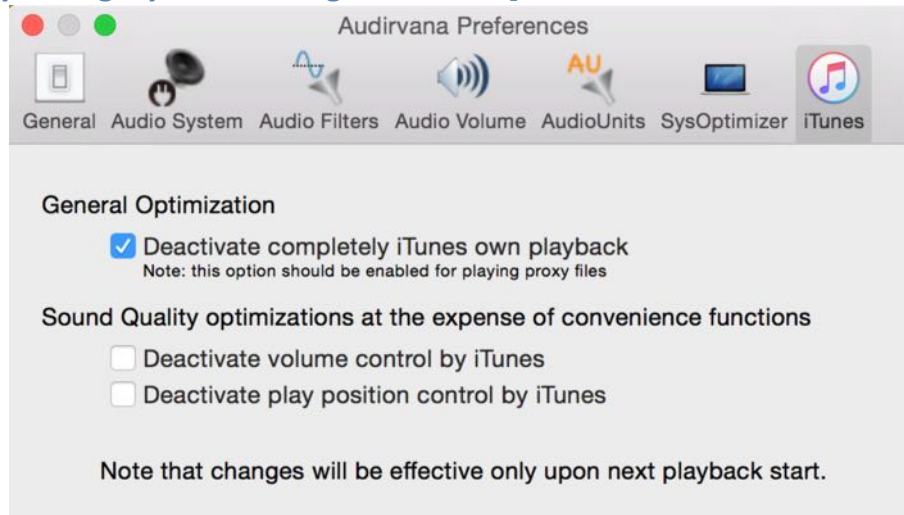 Audirvana Preferences
AU
General Audio System Audio Filters Audio Volume AudioUnits SysOptimizer iTunes
General Optimization
Deactivate completely iTunes own playback
Note: this option should be enabled for playing proxy files
Sound Quality optimizations at the expense of convenience functions
Deactivate volume control by iTunes
Deactivate play position control by iTunes
Note that changes will be effective only upon next playback start.